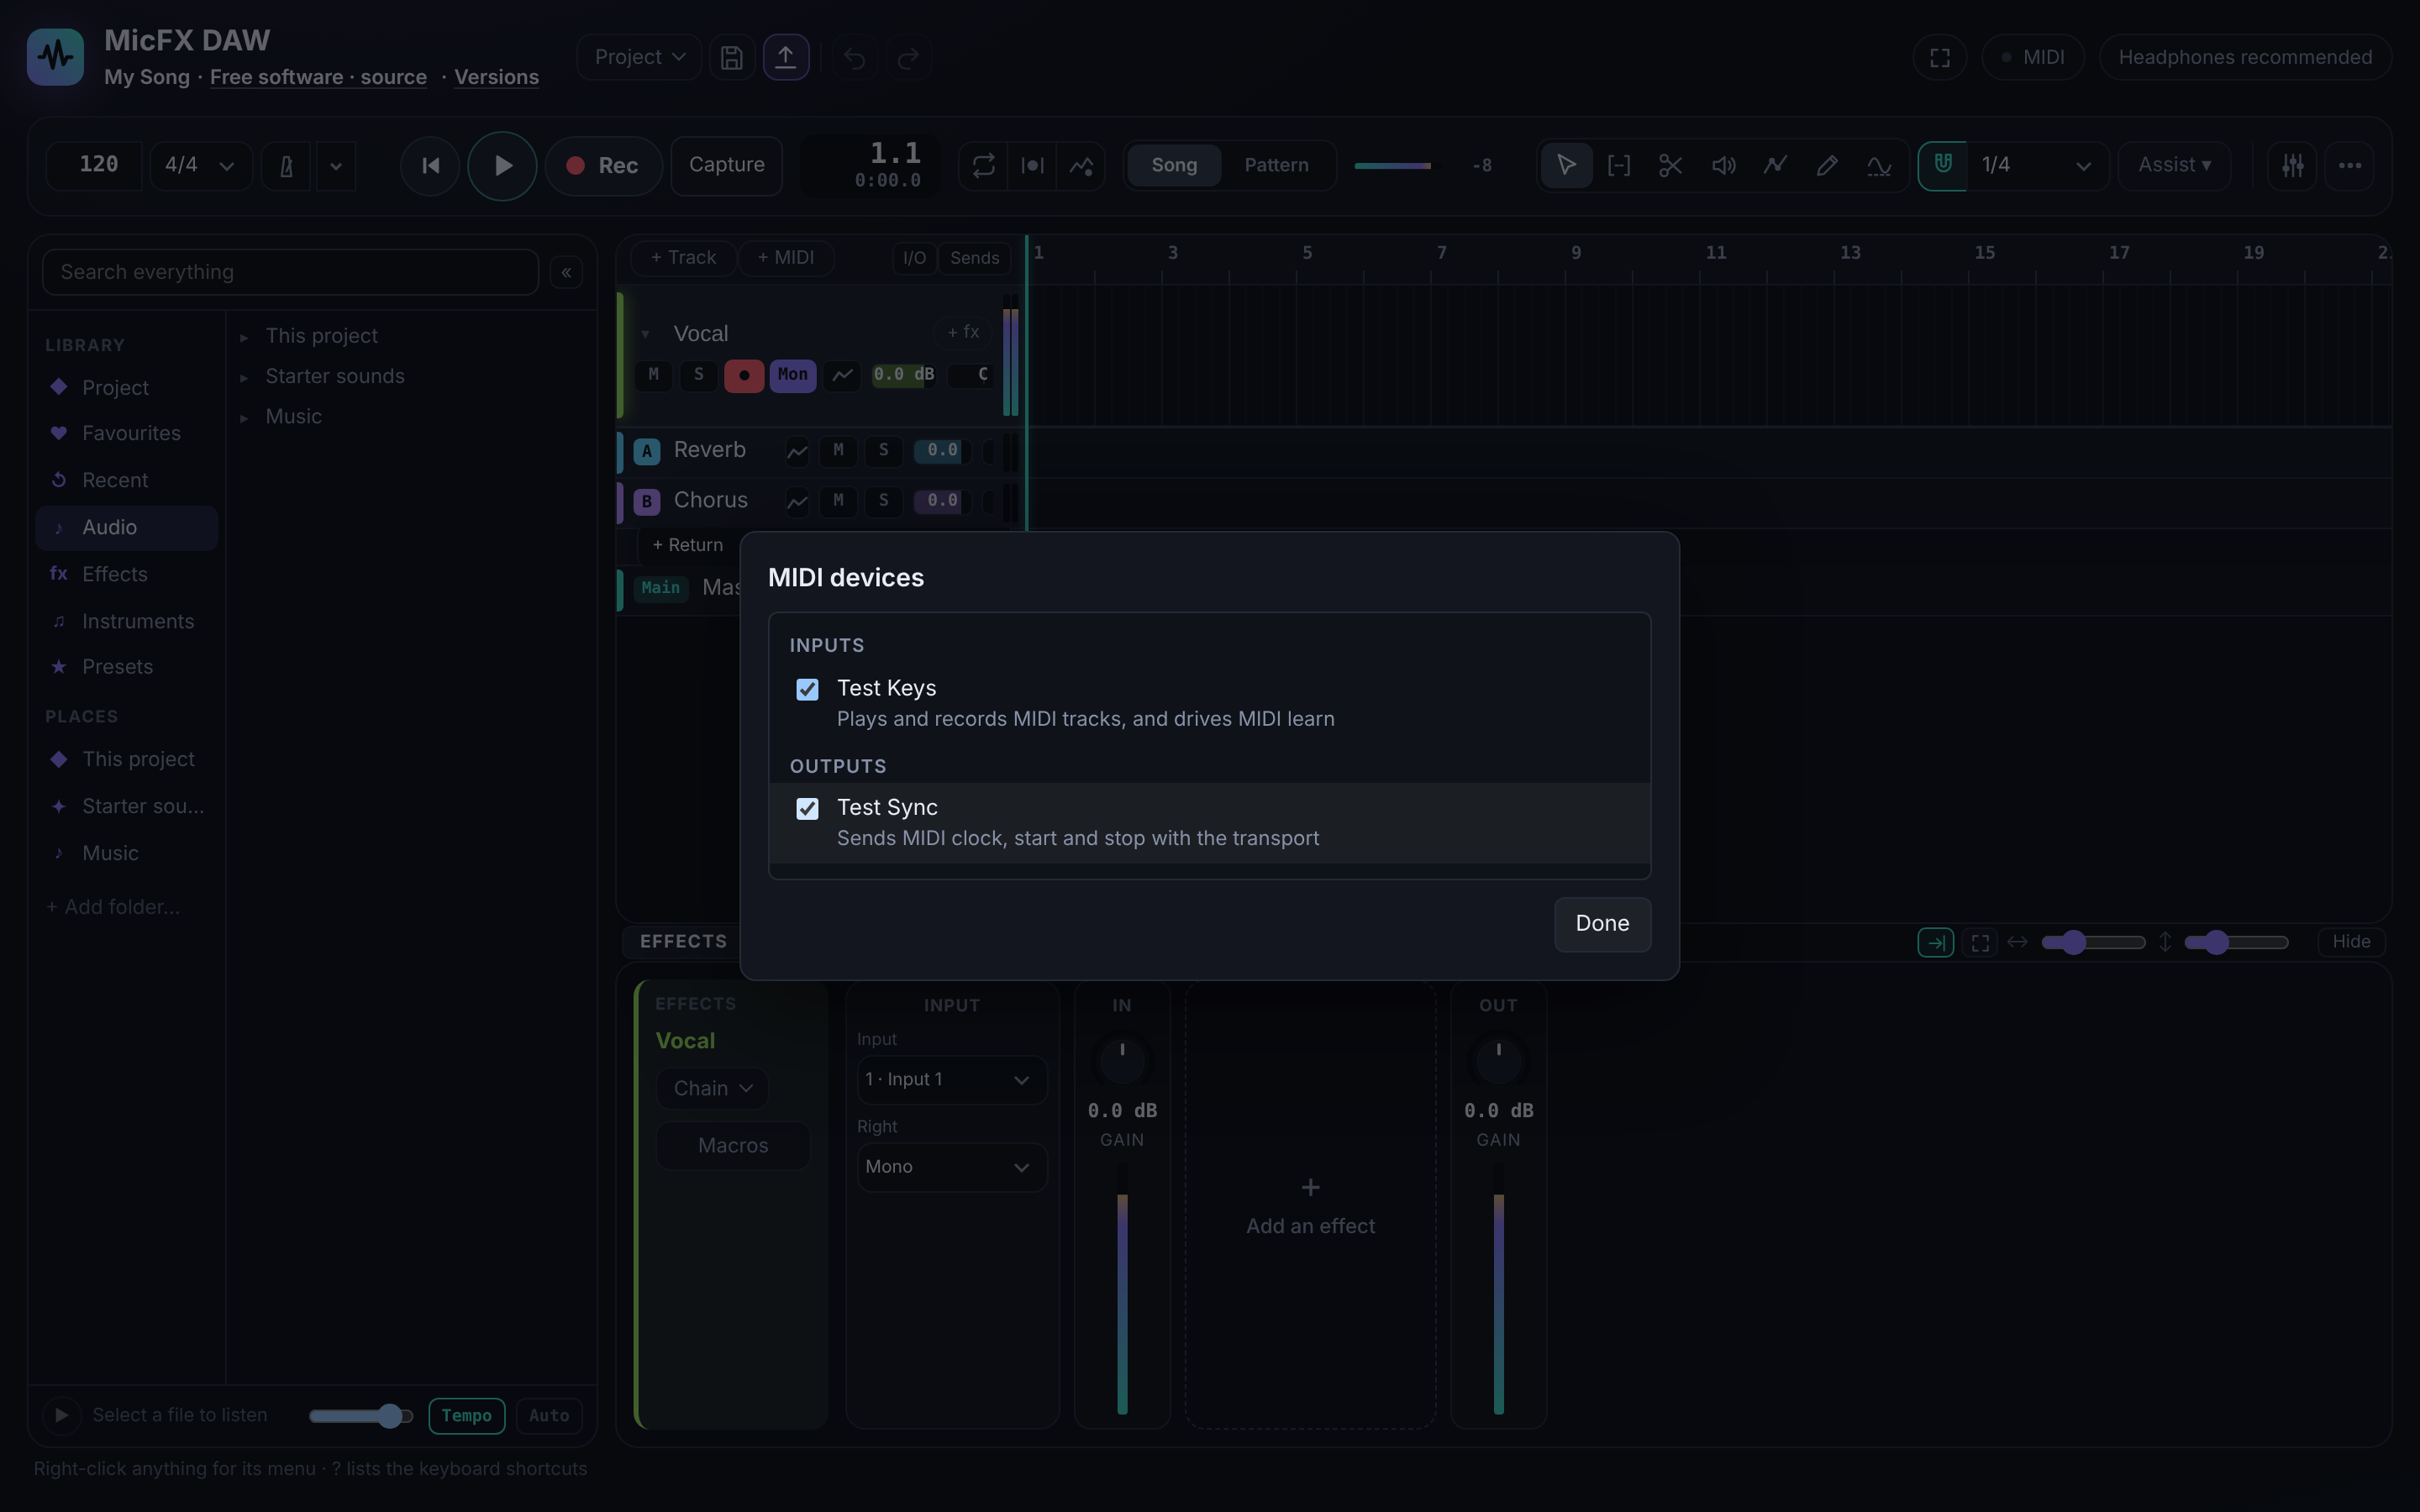 MicFX DAW
My Song · Free software · source · Versions
Project
MIDI
Headphones recommended
120
4/4
Rec
Capture
1.1
0:00.0
Song
Pattern
-8
1/4
Assist ▾
Search everything
«
+ Track
+ MIDI
I/O
Sends
1
3
5
7
9
11
13
15
17
19
LIBRARY
Project
Favourites
Recent
Audio
fx Effects
Instruments
Presets
PLACES
This project
Starter sou...
Music
+ Add folder...
This project
Starter sounds
Music
Vocal
+ fx
M
S
Mon
0.0 dB
C
A
Reverb
M
S
0.0
B
Chorus
M
S
0.0
+ Return
Main
Mas
MIDI devices
INPUTS
Test Keys
Plays and records MIDI tracks, and drives MIDI learn
OUTPUTS
Test Sync
Sends MIDI clock, start and stop with the transport
Done
EFFECTS
Hide
EFFECTS
Vocal
Chain
Macros
INPUT
Input
1 · Input 1
Right
Mono
IN
0.0 dB
GAIN
+
Add an effect
OUT
0.0 dB
GAIN
Select a file to listen
Tempo
Auto
Right-click anything for its menu · ? lists the keyboard shortcuts